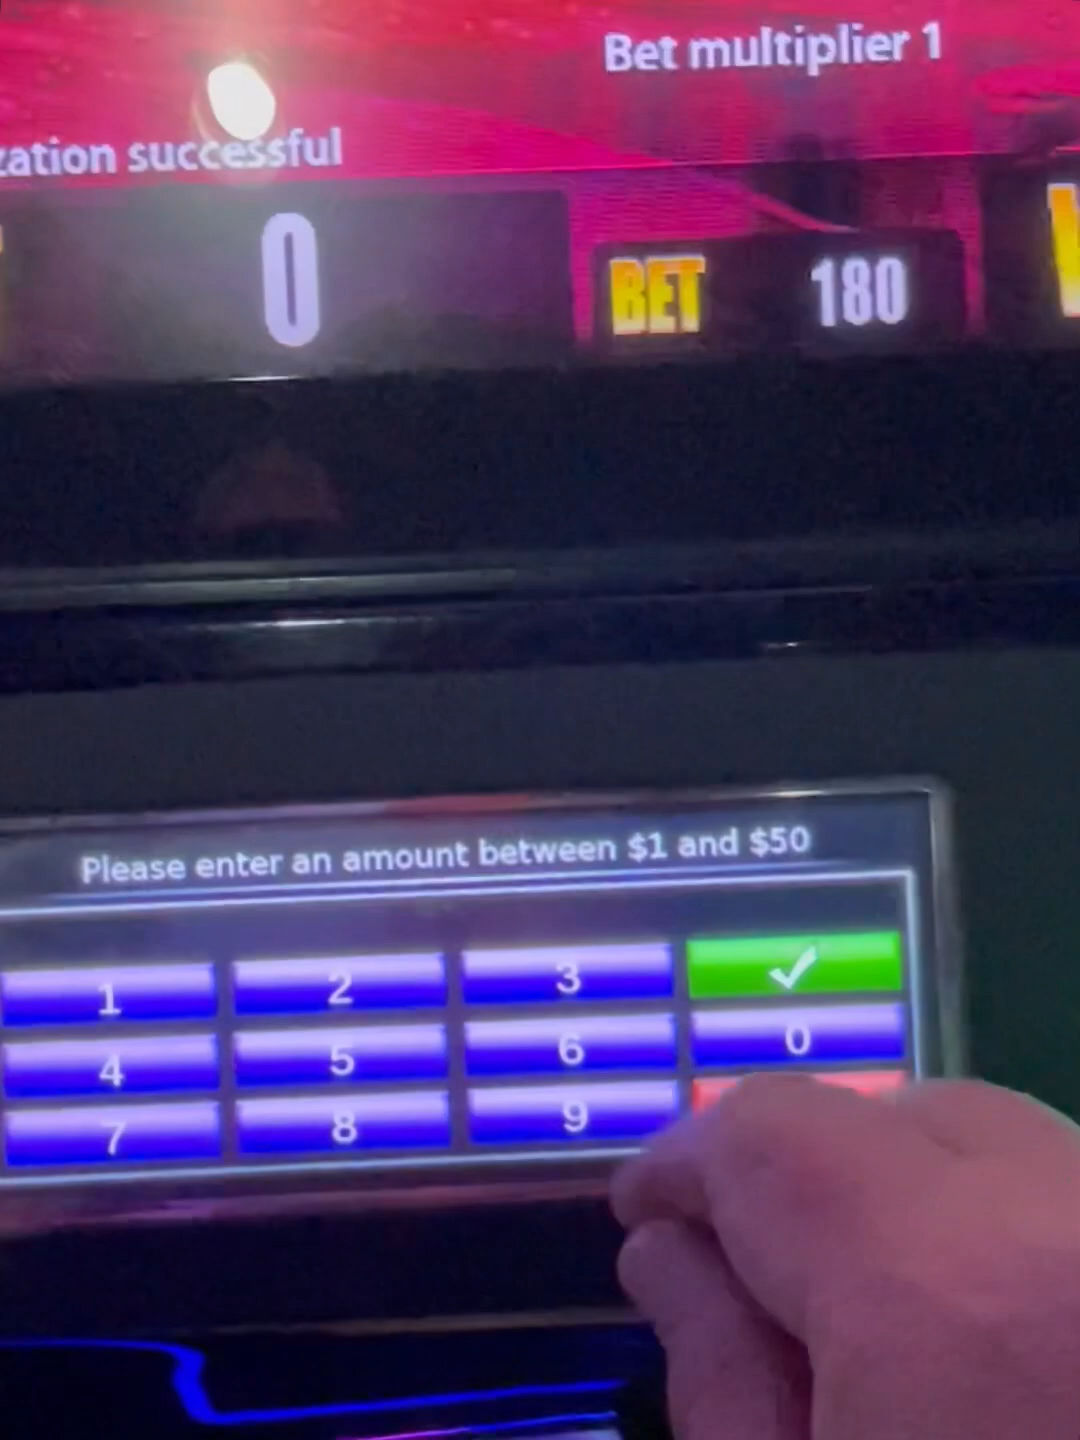 Bet multiplier 1
zation successful
0
BET 180
Please enter an amount between $1 and $50
1 2 3 ✓
4 5 6 0
7 8 9